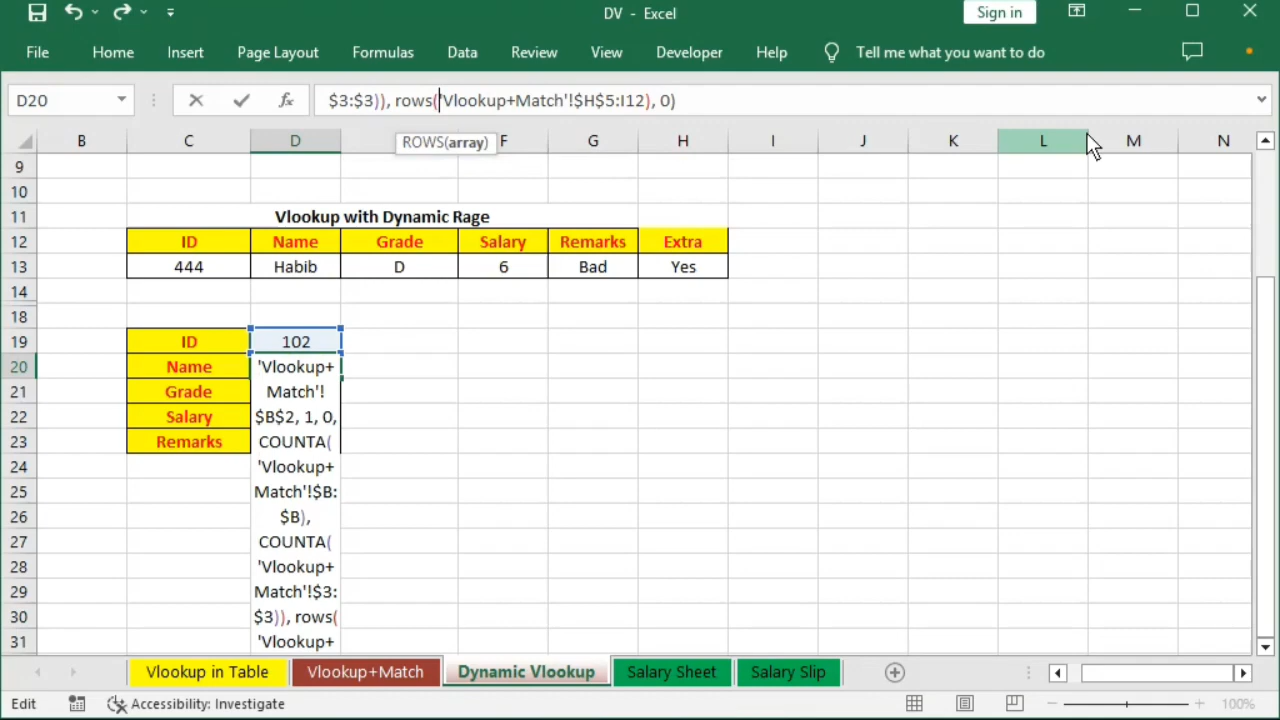 DV - Excel
Sign in
File Home Insert Page Layout Formulas Data Review View Developer Help Tell me what you want to do
D20 fx $3:$3)), rows('Vlookup+Match'!$H$5:I12), 0)
ROWS(array)
B C D F G H I J K L M N
9
10
11 Vlookup with Dynamic Rage
12 ID Name Grade Salary Remarks Extra
13 444 Habib D 6 Bad Yes
14
18
19 ID 102
20 Name 'Vlookup+
21 Grade Match'!
22 Salary $B$2, 1, 0,
23 Remarks COUNTA(
24 'Vlookup+
25 Match'!$B:
26 $B),
27 COUNTA(
28 'Vlookup+
29 Match'!$3:
30 $3)), rows(
31 'Vlookup+
Vlookup in Table Vlookup+Match Dynamic Vlookup Salary Sheet Salary Slip
Edit Accessibility: Investigate 100%